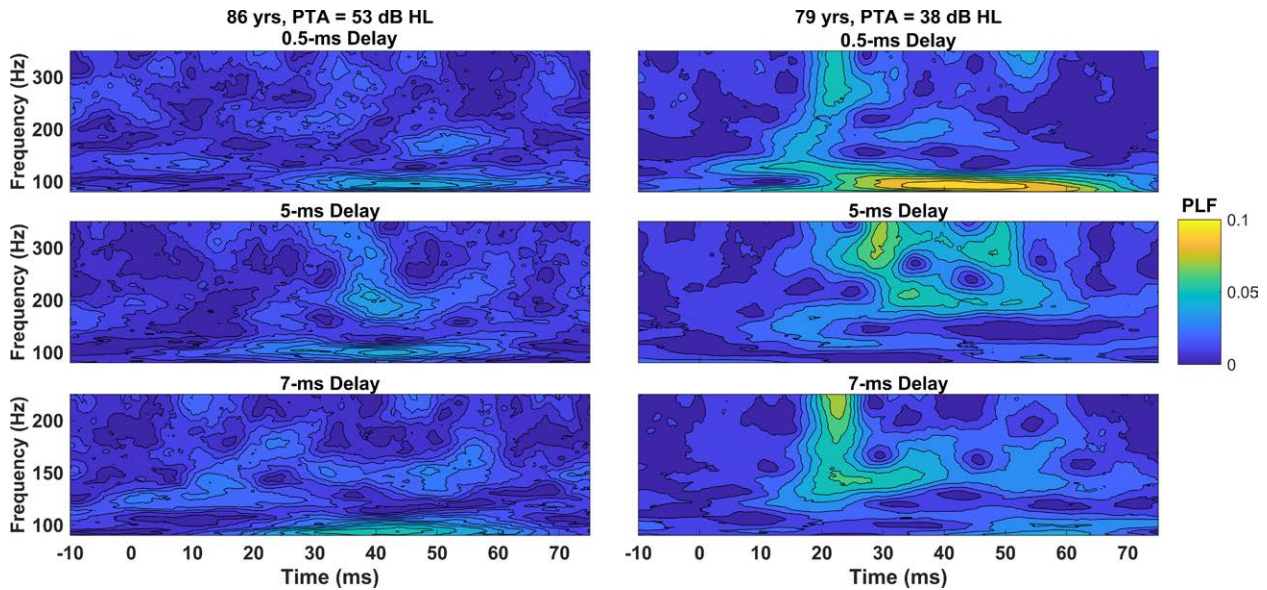 86 yrs, PTA = 53 dB HL
0.5-ms Delay
Frequency (Hz)
300
200
100
5-ms Delay
Frequency (Hz)
300
200
100
7-ms Delay
Frequency (Hz)
200
150
100
-10 0 10 20 30 40 50 60 70
Time (ms)
79 yrs, PTA = 38 dB HL
0.5-ms Delay
5-ms Delay
7-ms Delay
-10 0 10 20 30 40 50 60 70
Time (ms)
PLF
0.1
0.05
0